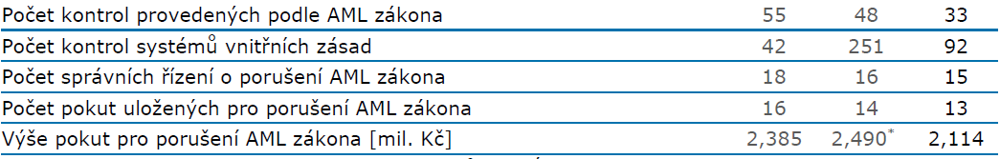 Počet kontrol provedených podle AML zákona 55 48 33
Počet kontrol systémů vnitřních zásad 42 251 92
Počet správních řízení o porušení AML zákona 18 16 15
Počet pokut uložených pro porušení AML zákona 16 14 13
Výše pokut pro porušení AML zákona [mil. Kč] 2,385 2,490* 2,114